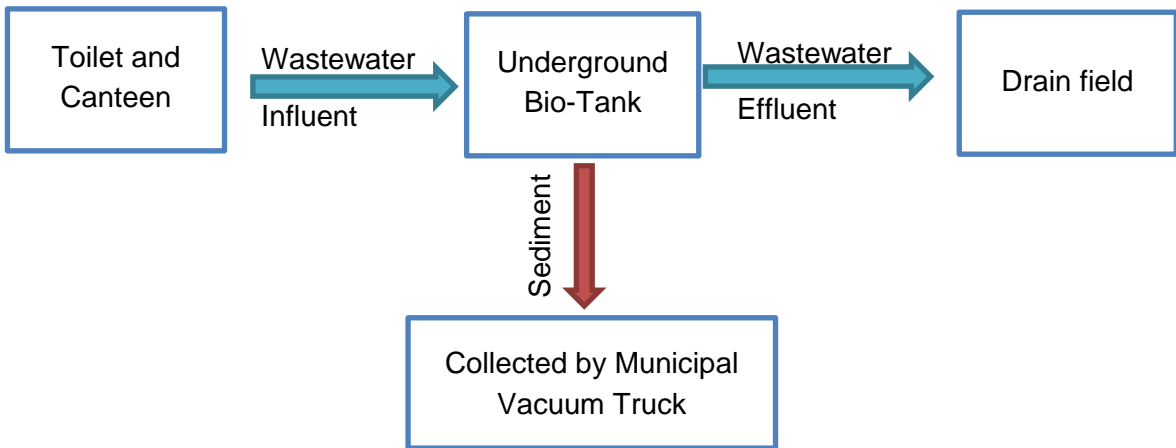 Toilet and
Canteen
Wastewater
Influent
Underground
Bio-Tank
Wastewater
Effluent
Drain field
Sediment
Collected by Municipal
Vacuum Truck